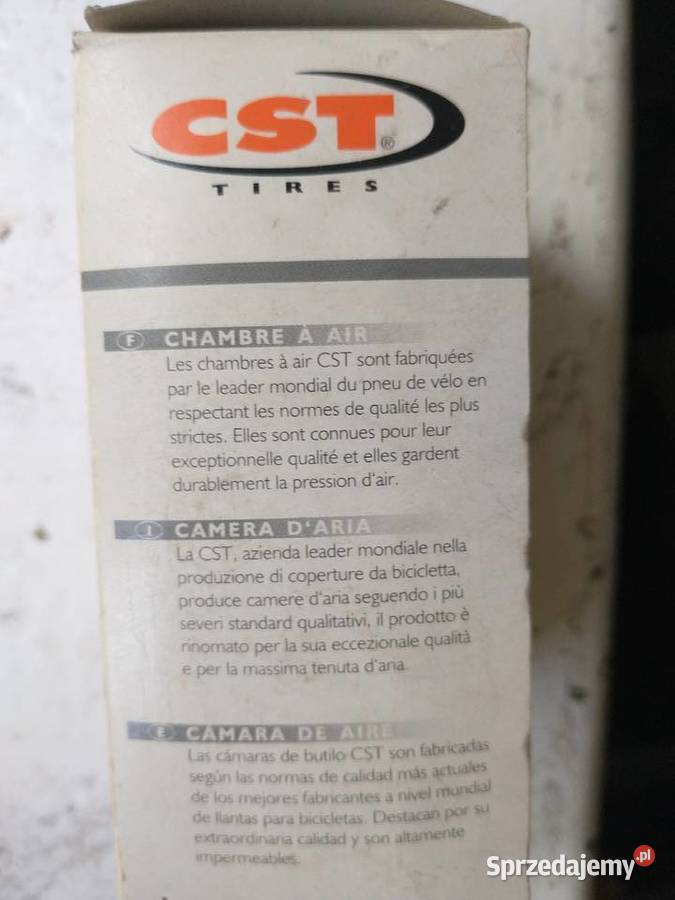 CST®
TIRES
F CHAMBRE À AIR
Les chambres à air CST sont fabriquées
par le leader mondial du pneu de vélo en
respectant les normes de qualité les plus
strictes. Elles sont connues pour leur
exceptionnelle qualité et elles gardent
durablement la pression d'air.
I CAMERA D'ARIA
La CST, azienda leader mondiale nella
produzione di coperture da bicicletta,
produce camere d'aria seguendo i più
severi standard qualitativi, il prodotto è
rinomato per la sua eccezionale qualità
e per la massima tenuta d'aria.
E CÁMARA DE AIRE
Las cámaras de butilo CST son fabricadas
según las normas de calidad más actuales
de los mejores fabricantes a nivel mundial
de llantas para bicicletas. Destacan por su
extraordinaria calidad y son altamente
impermeables.
Sprzedajemy.pl